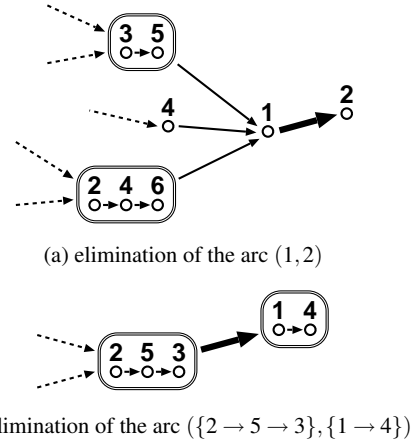 3 5
4
1
2
2 4 6
(a) elimination of the arc (1,2)
1 4
2 5 3
limination of the arc ({2 → 5 → 3},{1 → 4})